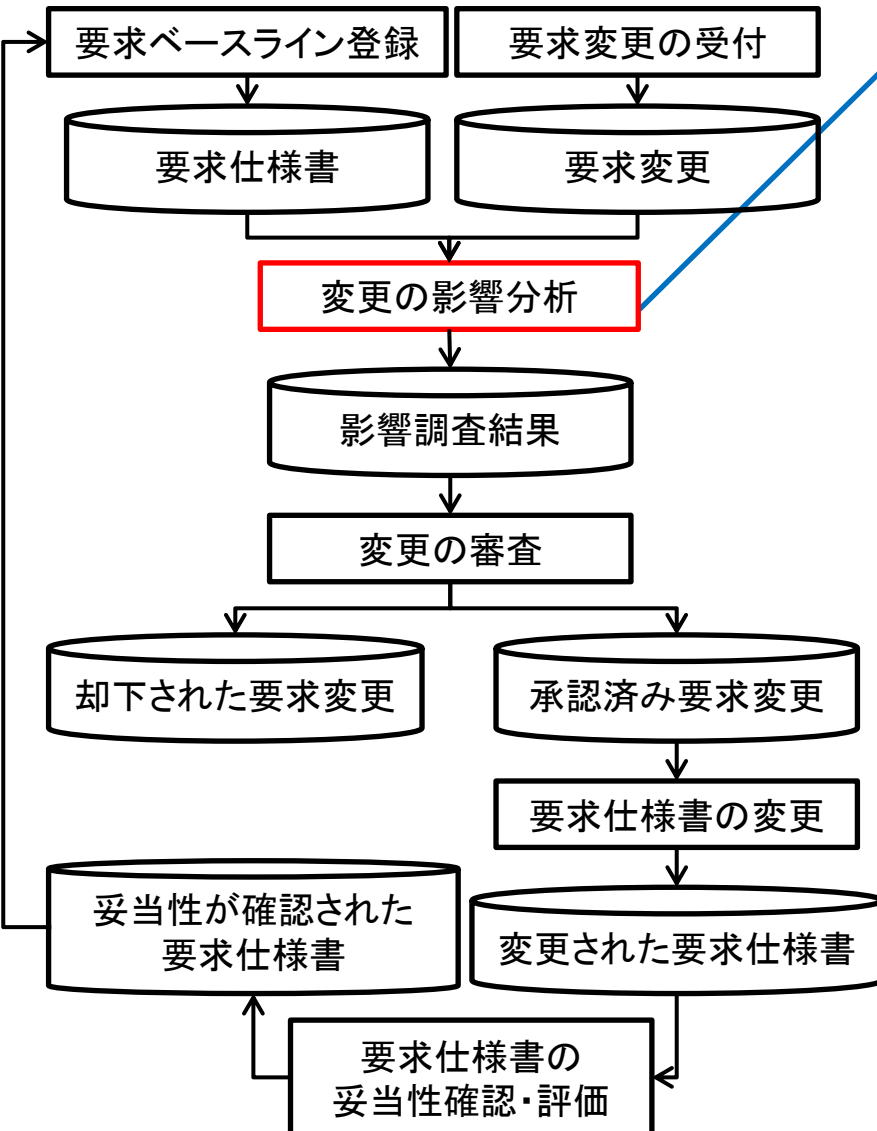 要求ベースライン登録
要求変更の受付
要求仕様書
要求変更
変更の影響分析
影響調査結果
変更の審査
却下された要求変更
承認済み要求変更
要求仕様書の変更
妥当性が確認された
要求仕様書
変更された要求仕様書
要求仕様書の
妥当性確認・評価